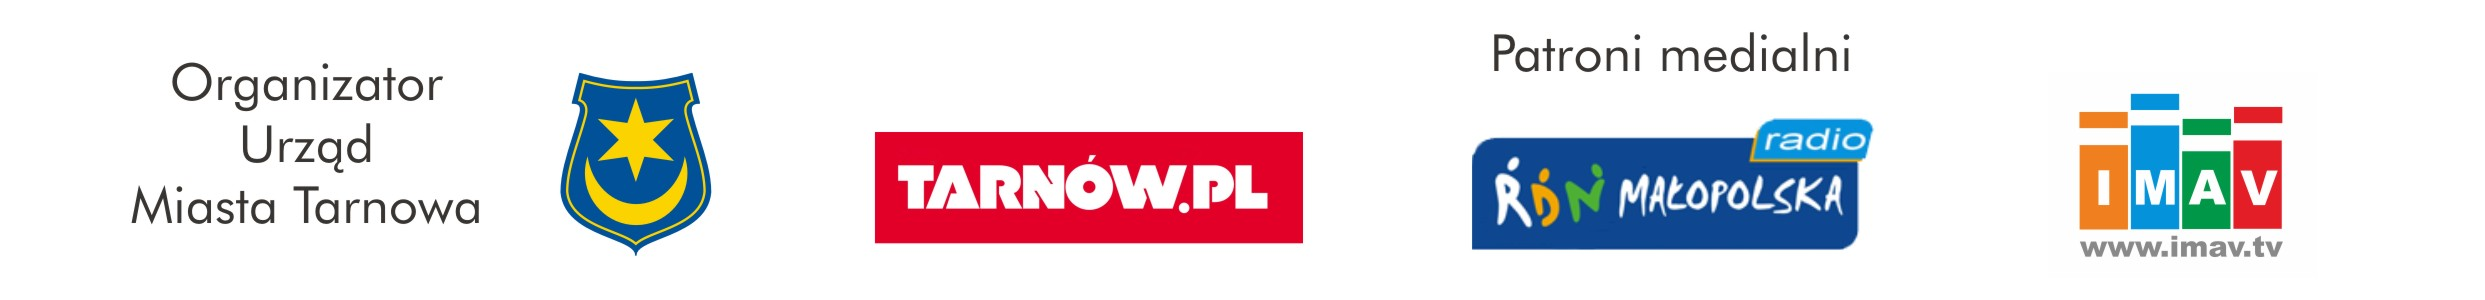 Organizator
Urząd
Miasta Tarnowa
TARNÓW.PL
Patroni medialni
radio
RDN MAŁOPOLSKA
IMAV
www.imav.tv